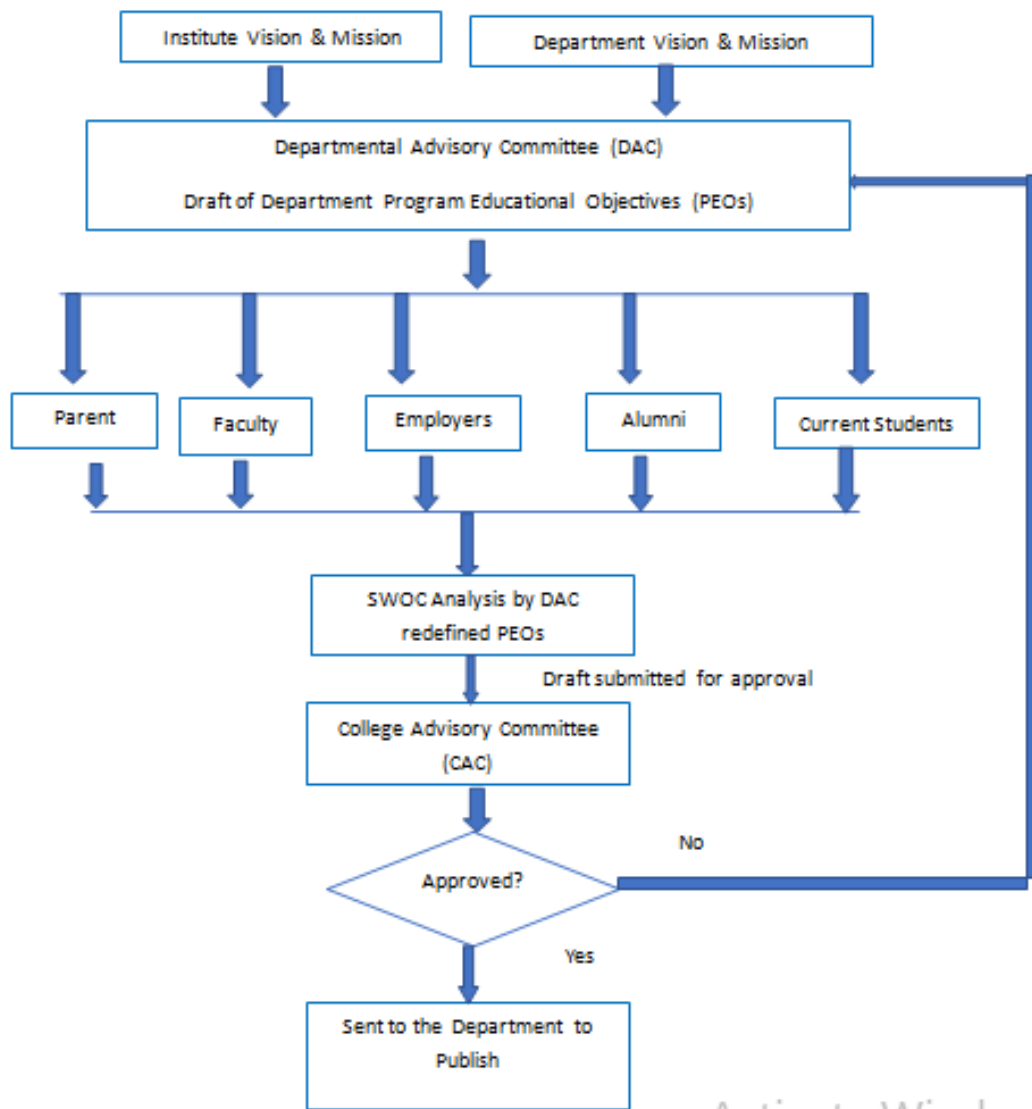 Institute Vision & Mission
Department Vision & Mission
Departmental Advisory Committee (DAC)
Draft of Department Program Educational Objectives (PEOs)
Parent
Faculty
Employers
Alumni
Current Students
SWOC Analysis by DAC
redefined PEOs
Draft submitted for approval
College Advisory Committee
(CAC)
No
Approved?
Yes
Sent to the Department to
Publish